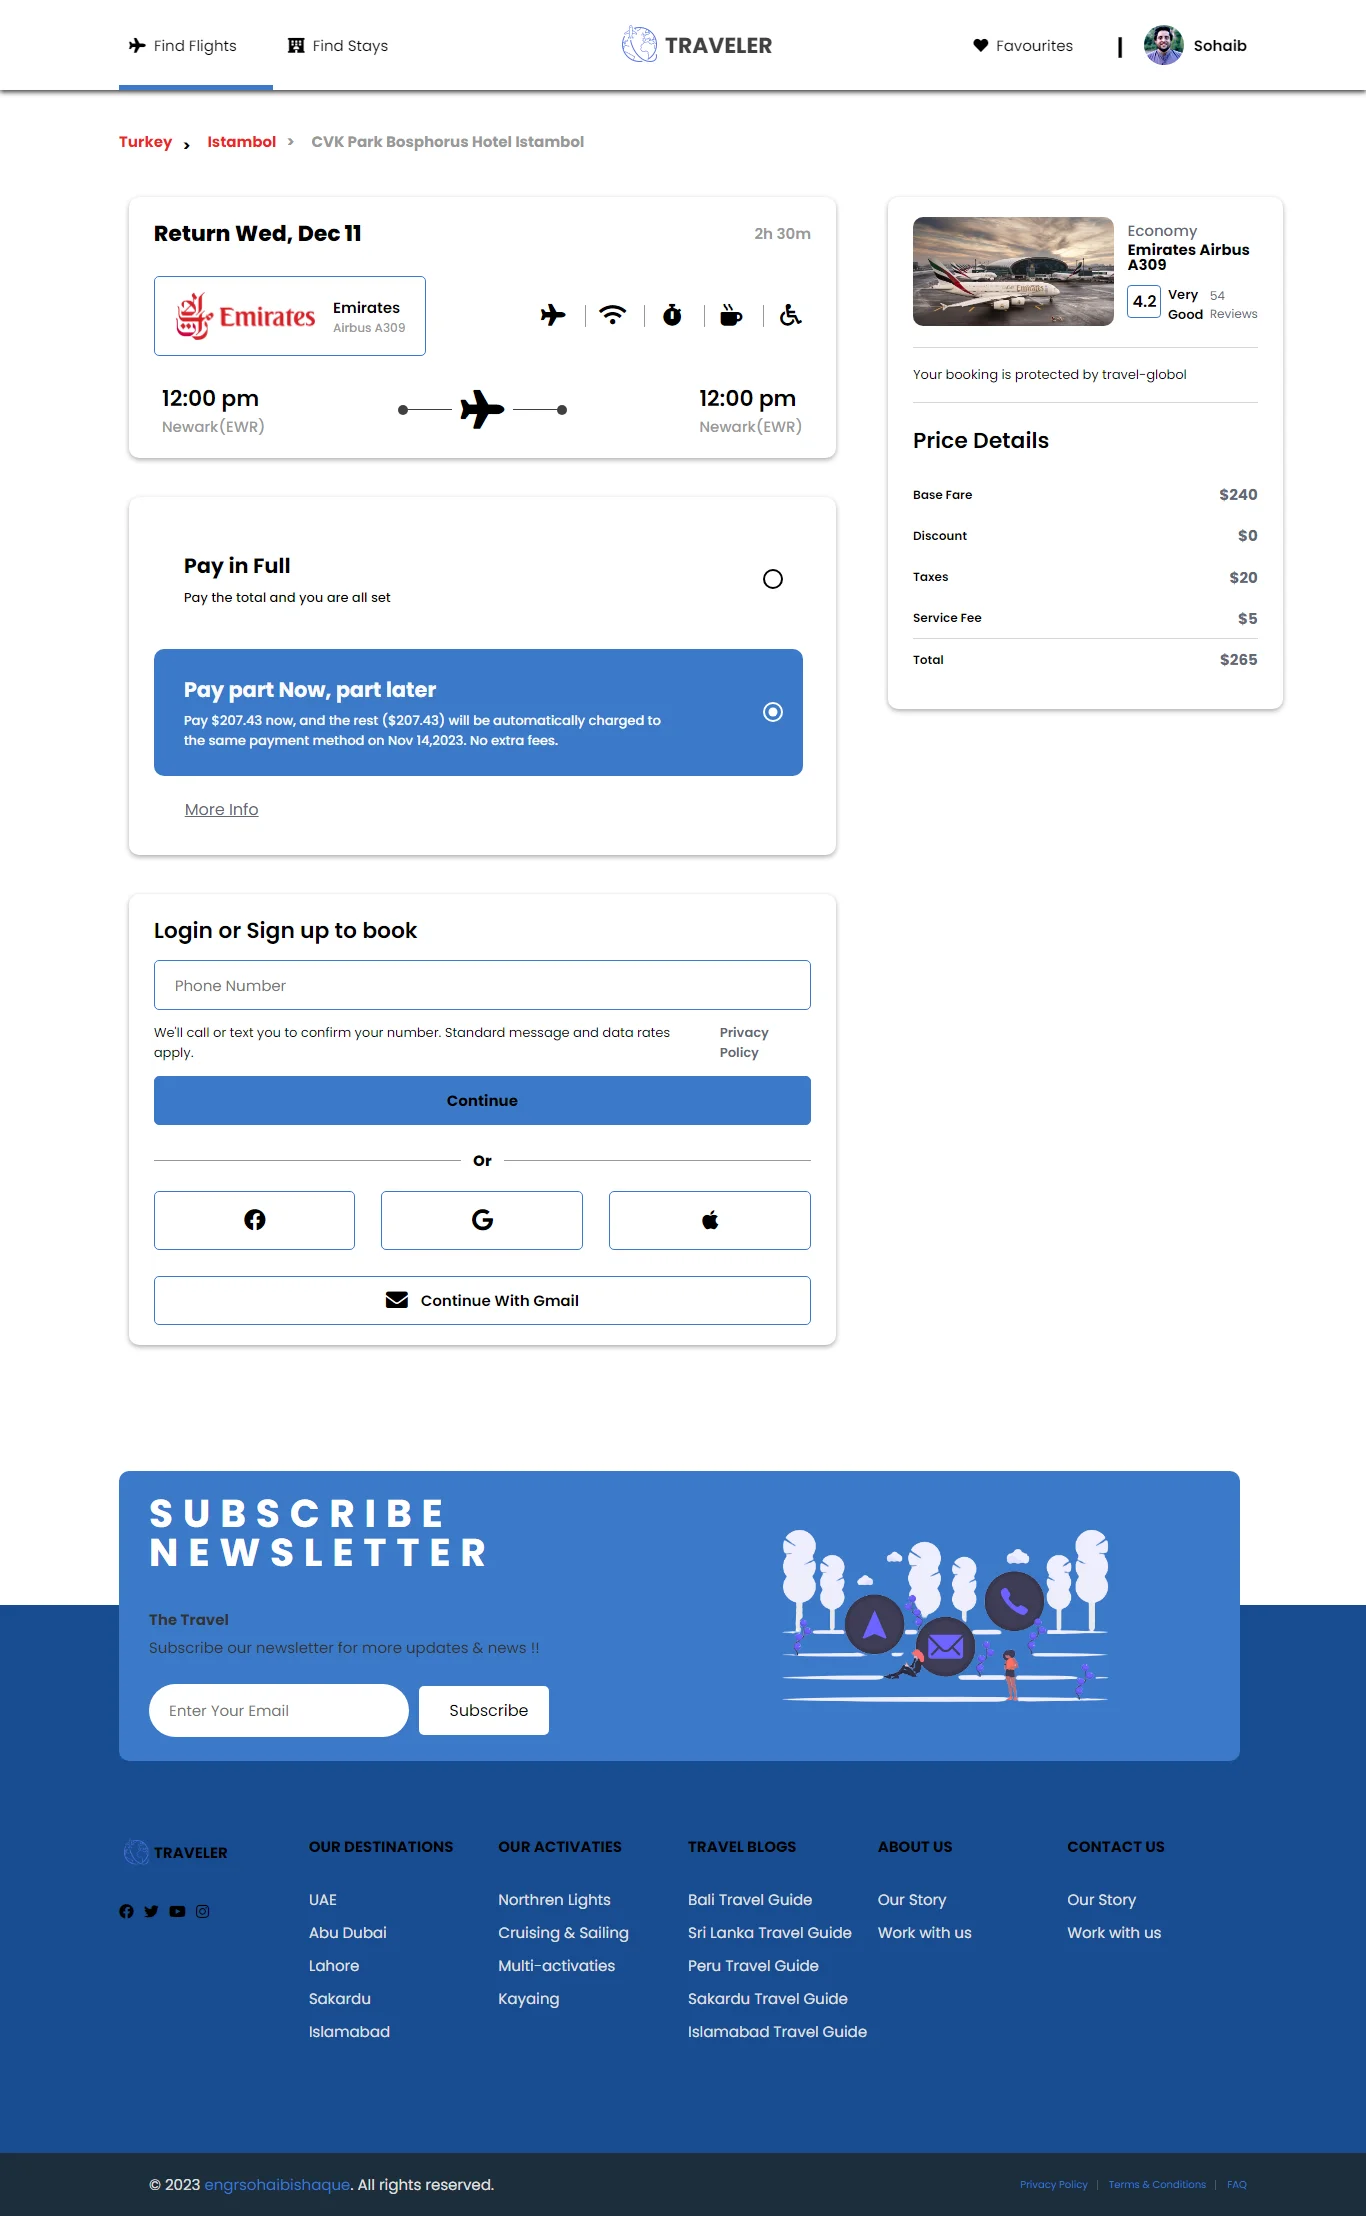 Find Flights
Find Stays
TRAVELER
Favourites
Sohaib
Turkey > Istambol > CVK Park Bosphorus Hotel Istambol
Return Wed, Dec 11
2h 30m
Emirates
Emirates
Airbus A309
12:00 pm
Newark(EWR)
12:00 pm
Newark(EWR)
Economy
Emirates Airbus
A309
4.2
Very
Good
54
Reviews
Your booking is protected by travel-globol
Price Details
Base Fare $240
Discount $0
Taxes $20
Service Fee $5
Total $265
Pay in Full
Pay the total and you are all set
Pay part Now, part later
Pay $207.43 now, and the rest ($207.43) will be automatically charged to
the same payment method on Nov 14,2023. No extra fees.
More Info
Login or Sign up to book
Phone Number
We'll call or text you to confirm your number. Standard message and data rates
apply.
Privacy
Policy
Continue
Or
Continue With Gmail
SUBSCRIBE
NEWSLETTER
The Travel
Subscribe our newsletter for more updates & news !!
Enter Your Email
Subscribe
TRAVELER
OUR DESTINATIONS
UAE
Abu Dubai
Lahore
Sakardu
Islamabad
OUR ACTIVATIES
Northren Lights
Cruising & Sailing
Multi-activaties
Kayaing
TRAVEL BLOGS
Bali Travel Guide
Sri Lanka Travel Guide
Peru Travel Guide
Sakardu Travel Guide
Islamabad Travel Guide
ABOUT US
Our Story
Work with us
CONTACT US
Our Story
Work with us
© 2023 engrsohaibishaque. All rights reserved.
Privacy Policy | Terms & Conditions | FAQ